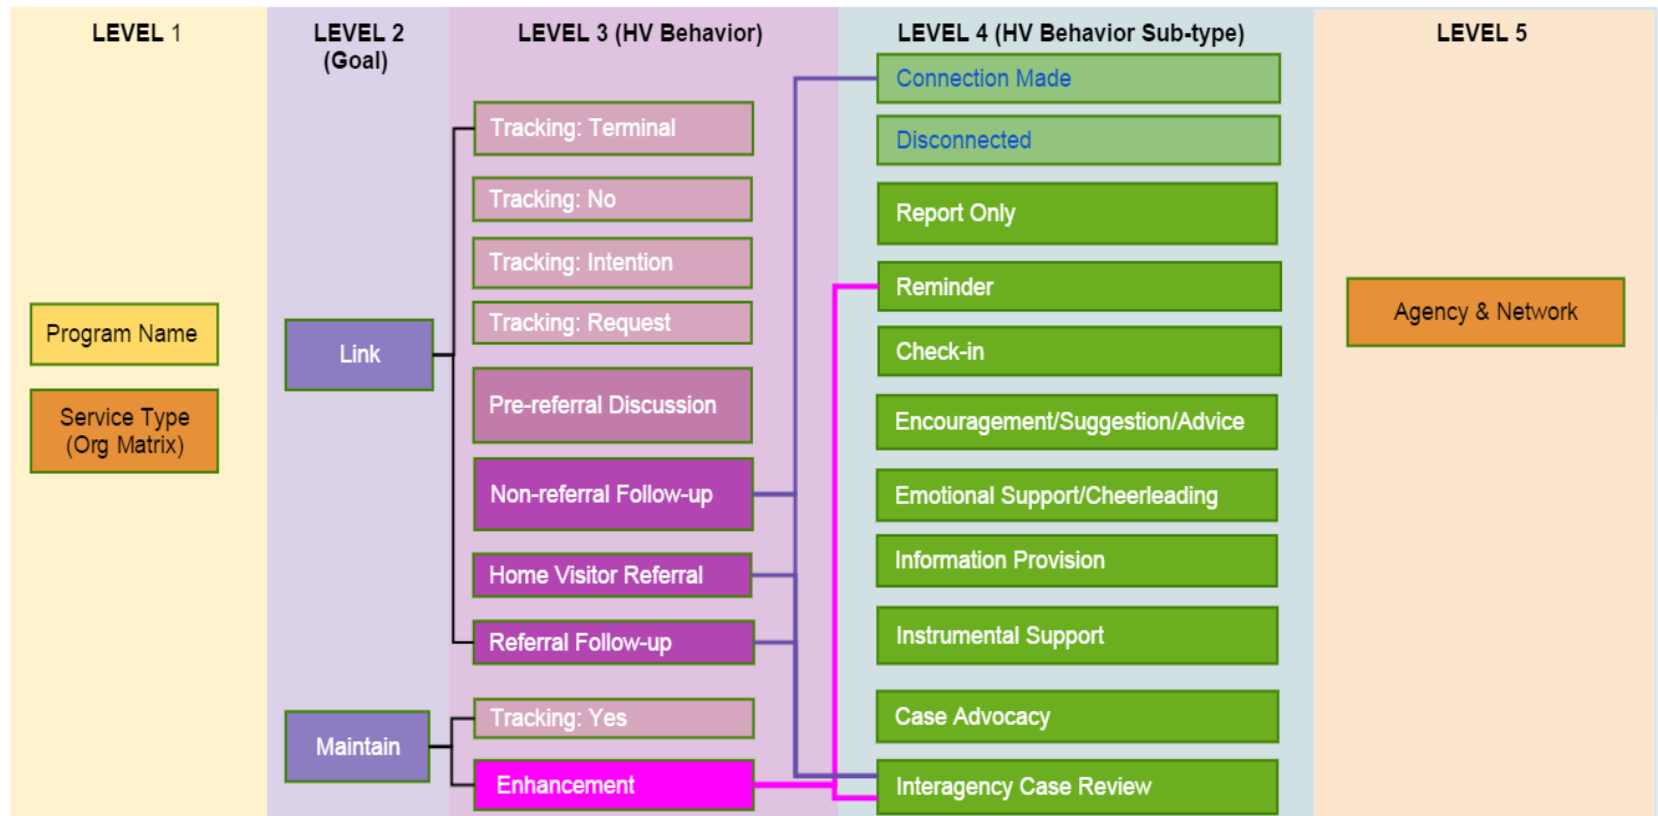 LEVEL 1
LEVEL 2
(Goal)
LEVEL 3 (HV Behavior)
LEVEL 4 (HV Behavior Sub-type)
LEVEL 5
Program Name
Service Type
(Org Matrix)
Link
Maintain
Tracking: Terminal
Tracking: No
Tracking: Intention
Tracking: Request
Pre-referral Discussion
Non-referral Follow-up
Home Visitor Referral
Referral Follow-up
Tracking: Yes
Enhancement
Connection Made
Disconnected
Report Only
Reminder
Check-in
Encouragement/Suggestion/Advice
Emotional Support/Cheerleading
Information Provision
Instrumental Support
Case Advocacy
Interagency Case Review
Agency & Network